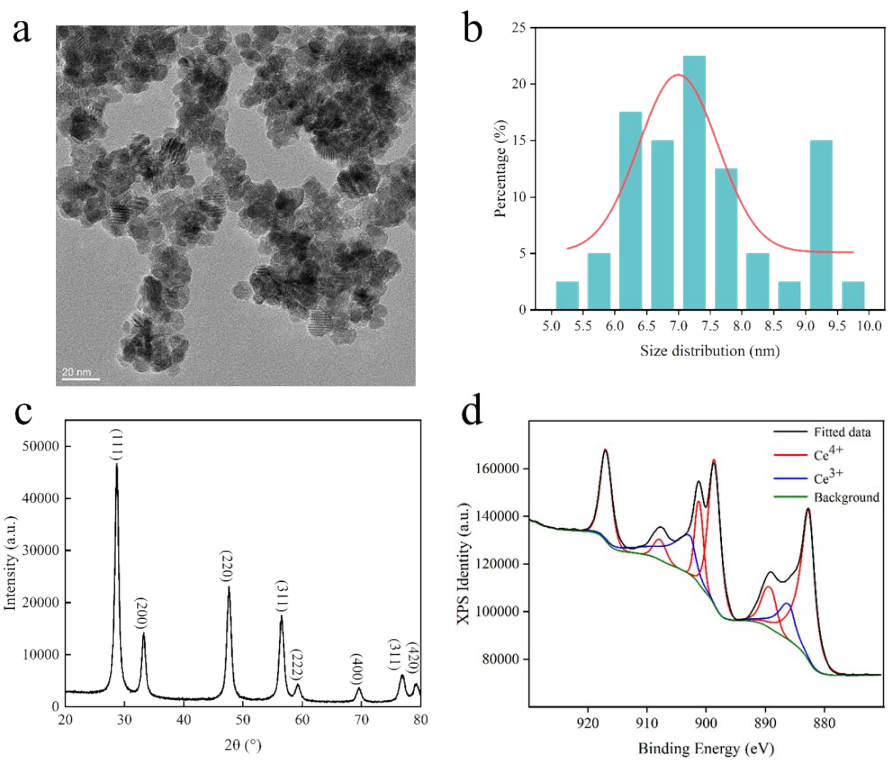 a
20 nm
b
25
20
15
10
5
0
Percentage (%)
5.0 5.5 6.0 6.5 7.0 7.5 8.0 8.5 9.0 9.5 10.0
Size distribution (nm)
c
50000
40000
30000
20000
10000
0
Intensity (a.u.)
(111)
(200)
(220)
(311)
(222)
(400)
(311)
(420)
20 30 40 50 60 70 80
2θ (°)
d
Fitted data
Ce4+
Ce3+
Background
160000
140000
120000
100000
80000
XPS Identity (a.u.)
920 910 900 890 880
Binding Energy (eV)